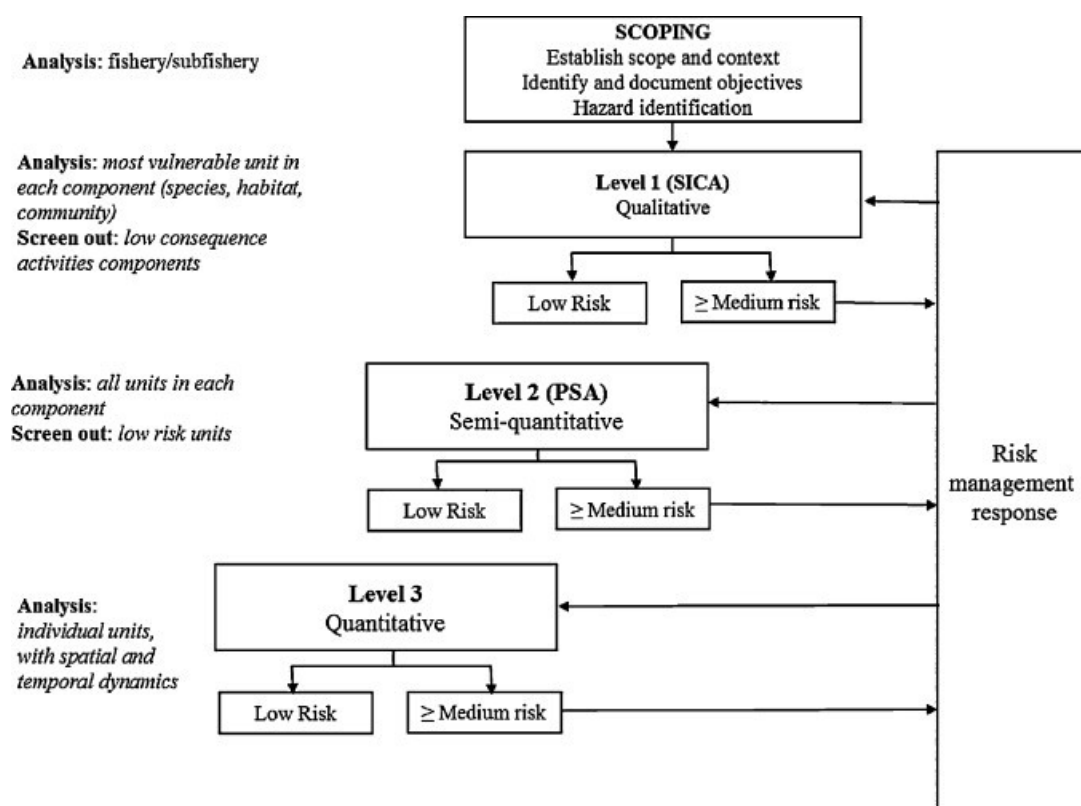 SCOPING
Establish scope and context
Identify and document objectives
Hazard identification
Analysis: fishery/subfishery
Analysis: most vulnerable unit in
each component (species, habitat,
community)
Screen out: low consequence
activities components
Level 1 (SICA)
Qualitative
Low Risk
≥ Medium risk
Analysis: all units in each
component
Screen out: low risk units
Level 2 (PSA)
Semi-quantitative
Low Risk
≥ Medium risk
Risk
management
response
Analysis:
individual units,
with spatial and
temporal dynamics
Level 3
Quantitative
Low Risk
≥ Medium risk